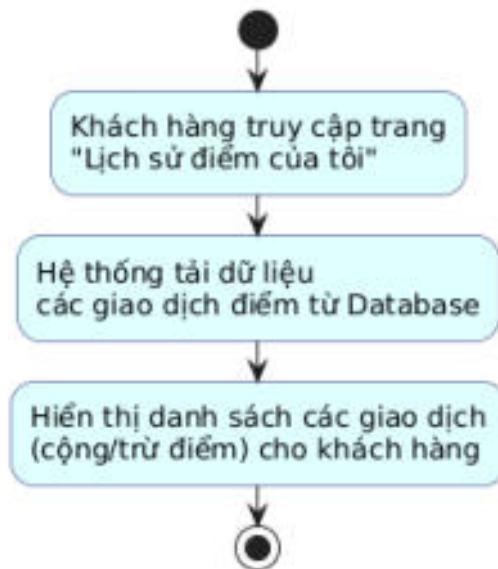 Khách hàng truy cập trang
"Lịch sử điểm của tôi"
Hệ thống tải dữ liệu
các giao dịch điểm từ Database
Hiển thị danh sách các giao dịch
(cộng/trừ điểm) cho khách hàng